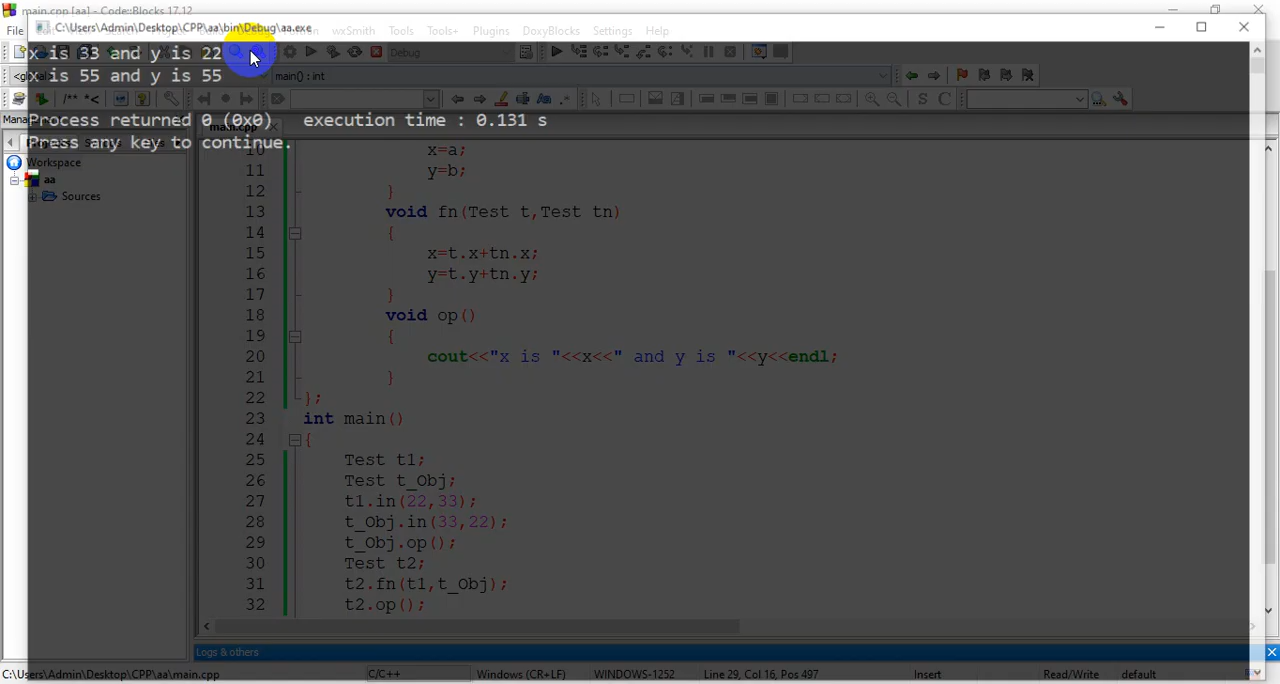 main.cpp [aa] - Code::Blocks 17.12
C:\Users\Admin\Desktop\CPP\aa\bin\Debug\aa.exe
File
wxSmith Tools Tools+ Plugins DoxyBlocks Settings Help
x is 33 and y is 22
Debug
x is 55 and y is 55
main() : int
/** *<
Process returned 0 (0x0)   execution time : 0.131 s
main.cpp
Press any key to continue.
Workspace
aa
Sources
10 x=a;
11 y=b;
12 }
13 void fn(Test t,Test tn)
14 {
15 x=t.x+tn.x;
16 y=t.y+tn.y;
17 }
18 void op()
19 {
20 cout<<"x is "<<x<<" and y is "<<y<<endl;
21 }
22 };
23 int main()
24 {
25 Test t1;
26 Test t_Obj;
27 t1.in(22,33);
28 t_Obj.in(33,22);
29 t_Obj.op();
30 Test t2;
31 t2.fn(t1,t_Obj);
32 t2.op();
Logs & others
C:\Users\Admin\Desktop\CPP\aa\main.cpp C/C++ Windows (CR+LF) WINDOWS-1252 Line 29, Col 16, Pos 497 Insert Read/Write default